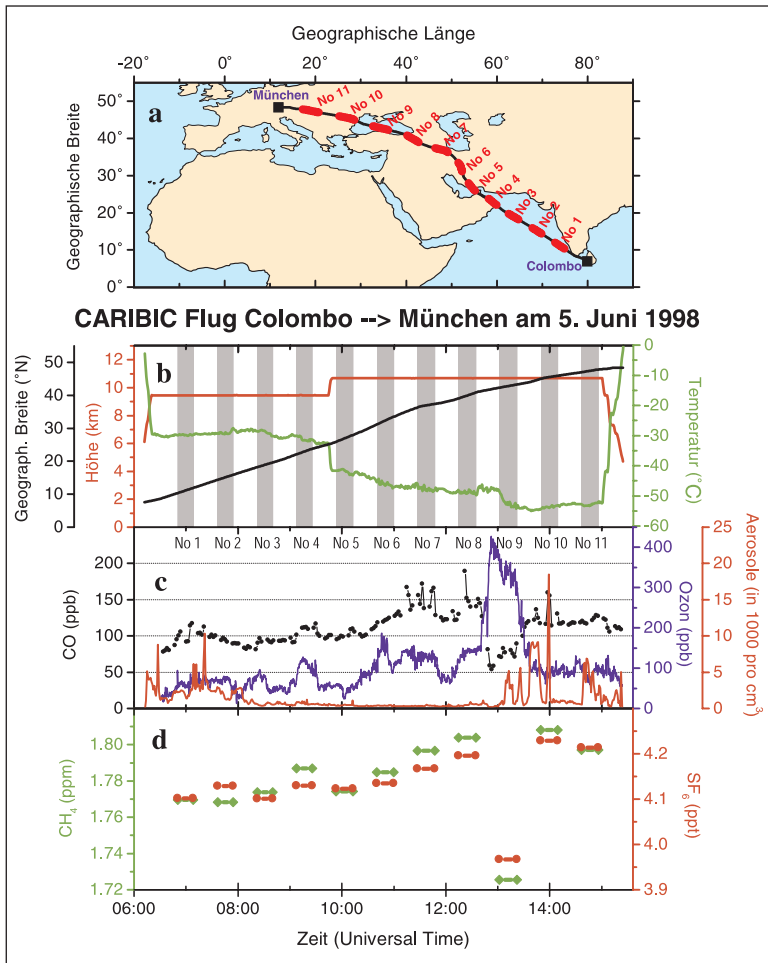 Geographische Länge
-20° 0° 20° 40° 60° 80°
Geographische Breite
50°
40°
30°
20°
10°
0°
a
München
No 11
No 10
No 9
No 8
No 7
No 6
No 5
No 4
No 3
No 2
No 1
Colombo
CARIBIC Flug Colombo --> München am 5. Juni 1998
Geograph. Breite (°N)
50
40
30
20
10
0
Höhe (km)
12
10
8
6
4
2
0
b
0
-10
-20
-30
-40
-50
-60
Temperatur (°C)
No 1 No 2 No 3 No 4 No 5 No 6 No 7 No 8 No 9 No 10 No 11
CO (ppb)
200
150
100
50
0
c
400
300
200
100
0
Ozon (ppb)
25
20
15
10
5
0
Aerosole (in 1000 pro cm³)
CH₄ (ppm)
1.80
1.78
1.76
1.74
1.72
d
4.2
4.1
4.0
3.9
SF₆ (ppt)
06:00 08:00 10:00 12:00 14:00
Zeit (Universal Time)